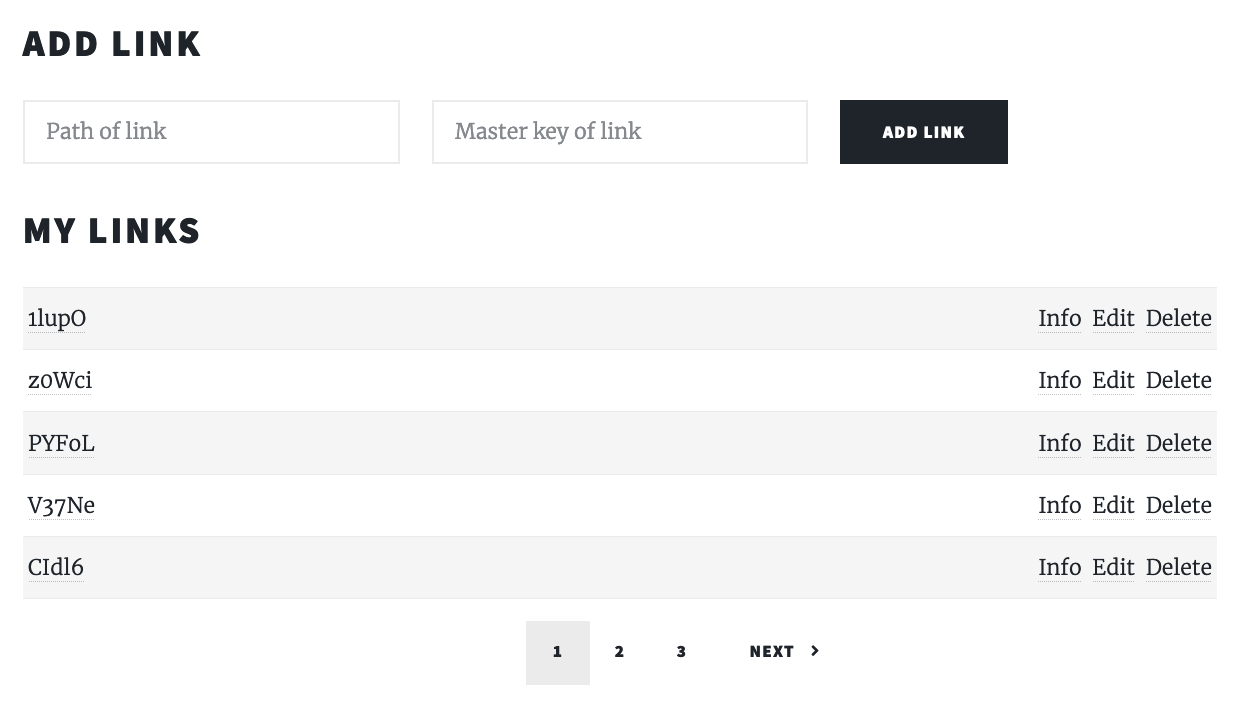 ADD LINK
Path of link Master key of link ADD LINK
MY LINKS
1lupO Info Edit Delete
z0Wci Info Edit Delete
PYFoL Info Edit Delete
V37Ne Info Edit Delete
CIdl6 Info Edit Delete
1 2 3 NEXT >